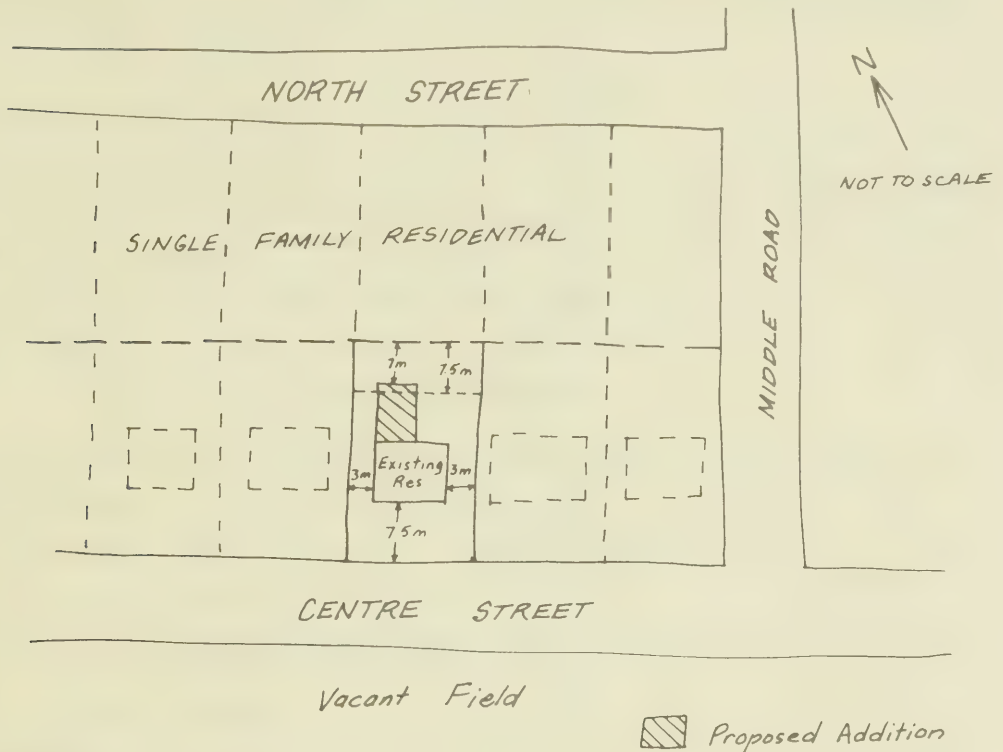 NORTH STREET
N
NOT TO SCALE
SINGLE FAMILY RESIDENTIAL
MIDDLE ROAD
7m
7.5m
3m
Existing
Res
3m
7.5m
CENTRE STREET
Vacant Field
Proposed Addition